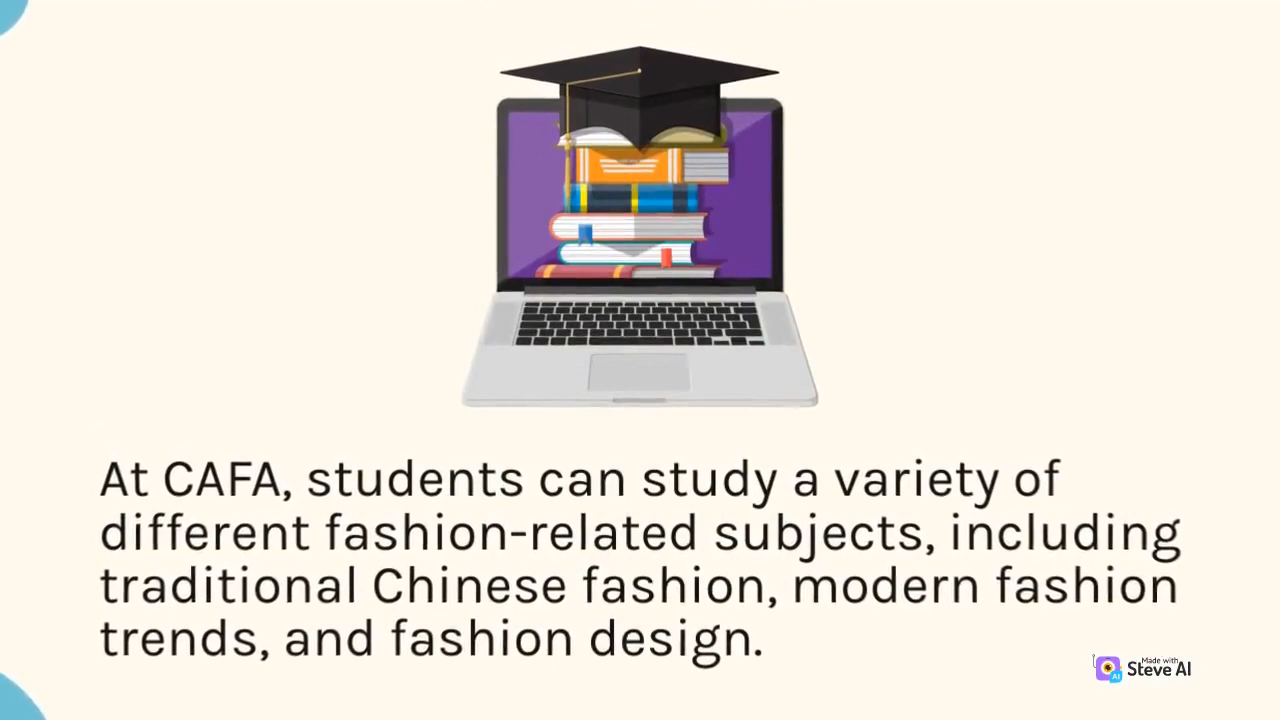 At CAFA, students can study a variety of
different fashion-related subjects, including
traditional Chinese fashion, modern fashion
trends, and fashion design.
Made with
Steve AI
AI